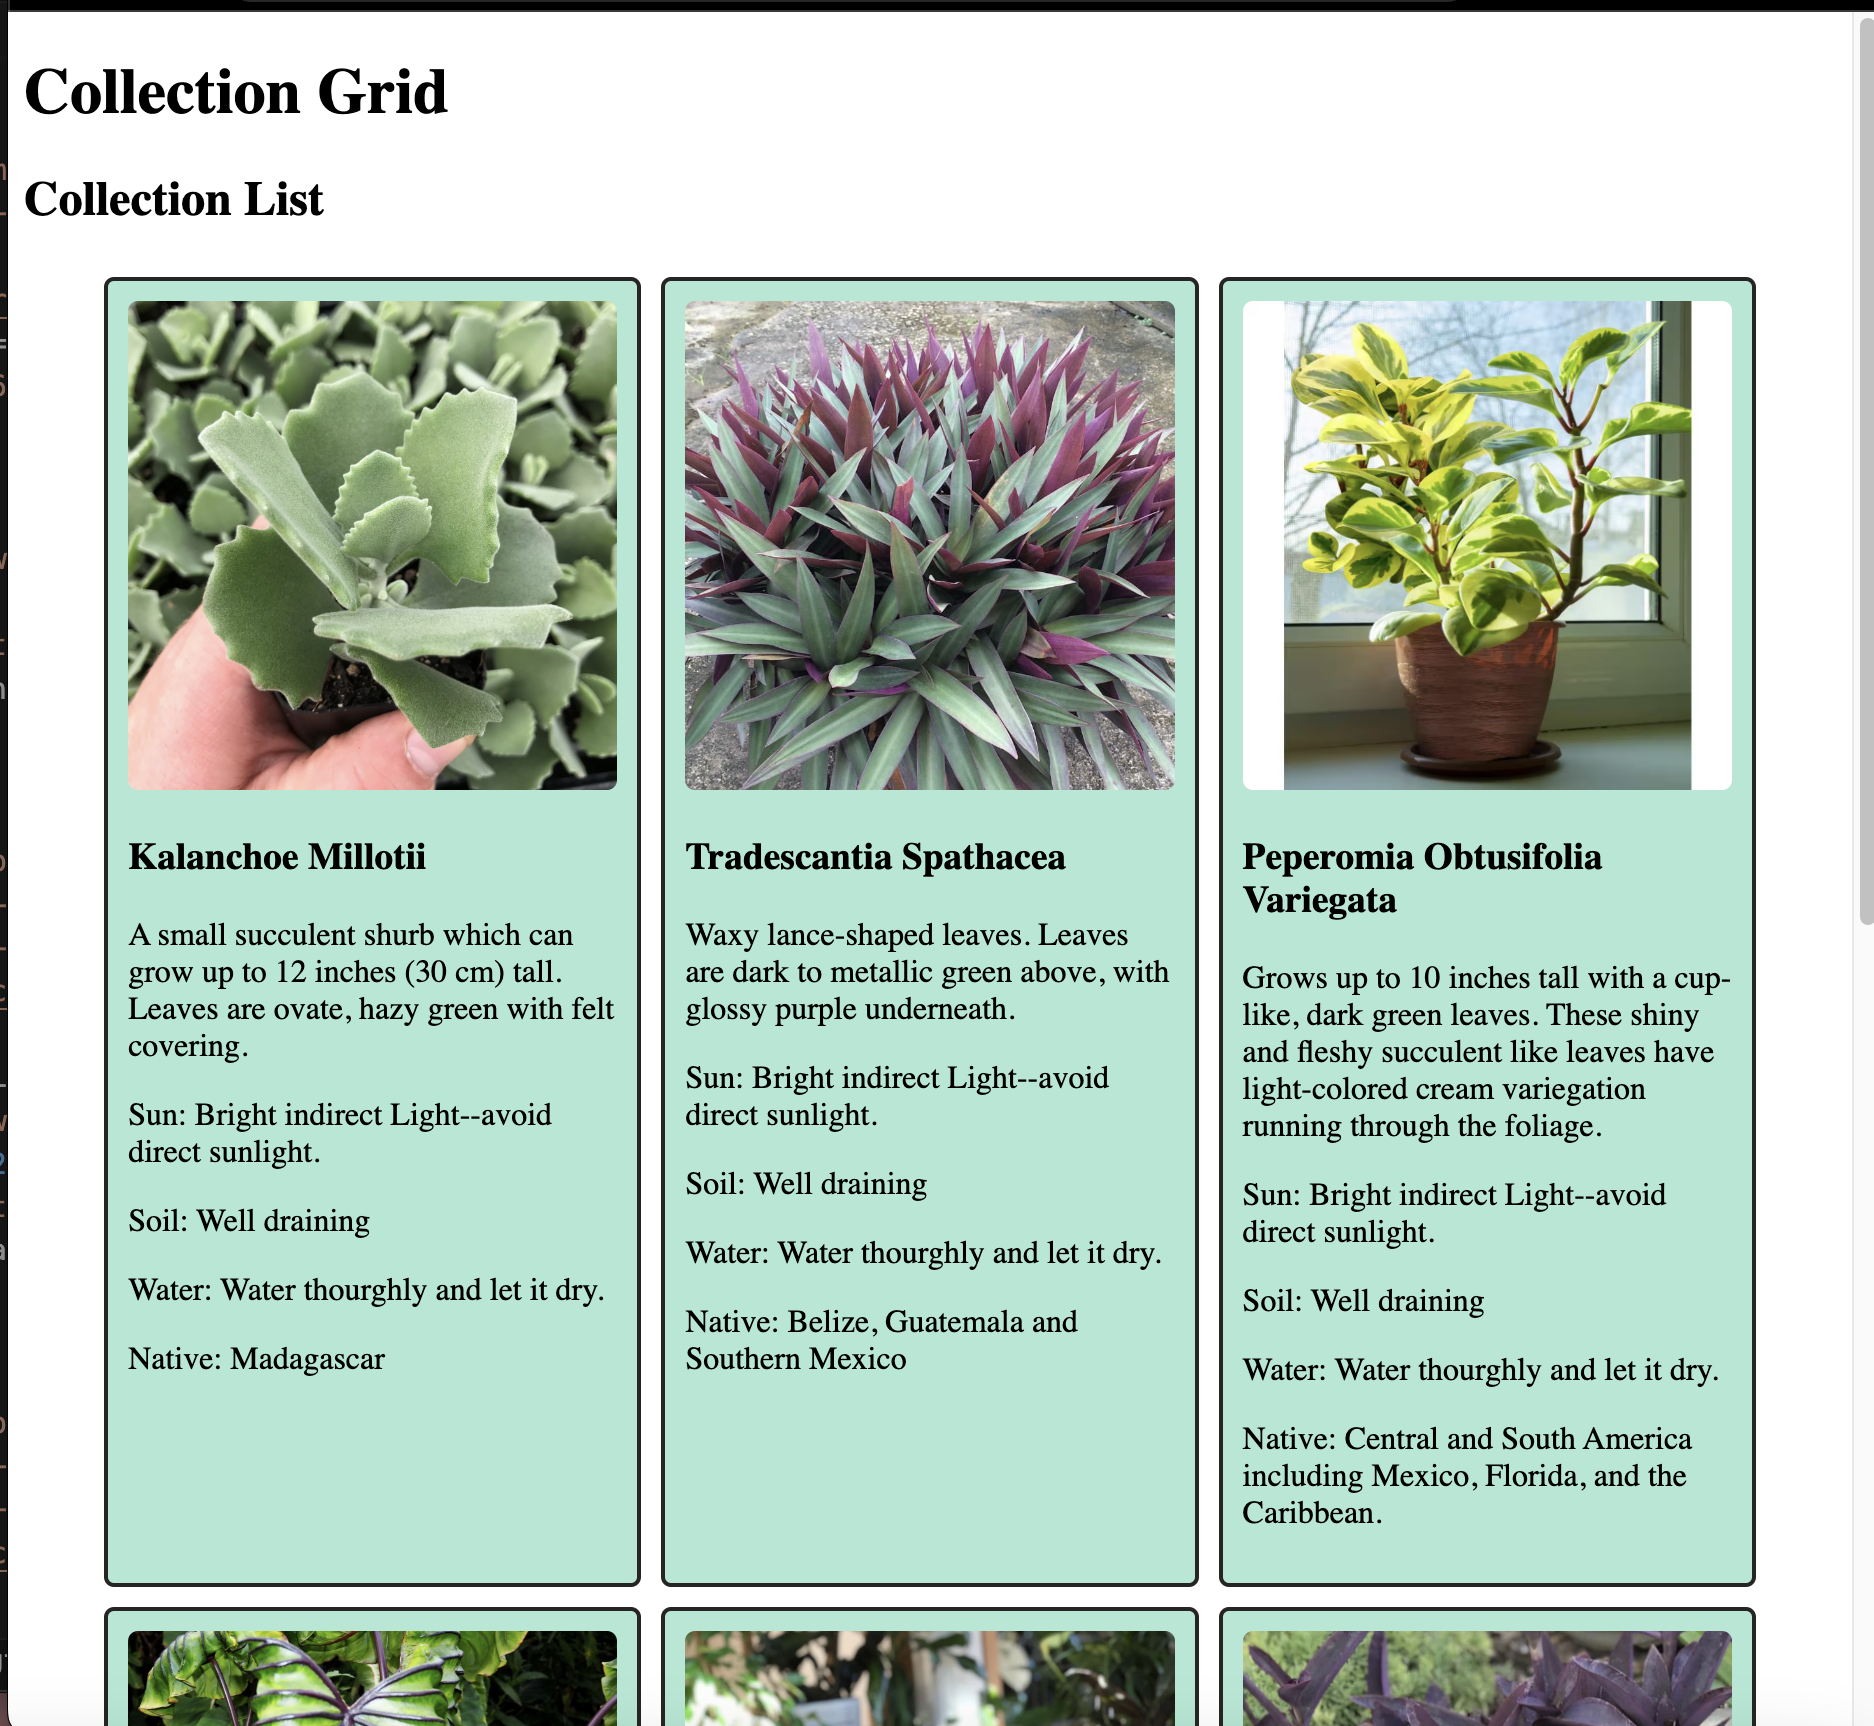 Collection Grid
Collection List
Kalanchoe Millotii
A small succulent shurb which can
grow up to 12 inches (30 cm) tall.
Leaves are ovate, hazy green with felt
covering.
Sun: Bright indirect Light--avoid
direct sunlight.
Soil: Well draining
Water: Water thourghly and let it dry.
Native: Madagascar
Tradescantia Spathacea
Waxy lance-shaped leaves. Leaves
are dark to metallic green above, with
glossy purple underneath.
Sun: Bright indirect Light--avoid
direct sunlight.
Soil: Well draining
Water: Water thourghly and let it dry.
Native: Belize, Guatemala and
Southern Mexico
Peperomia Obtusifolia
Variegata
Grows up to 10 inches tall with a cup-
like, dark green leaves. These shiny
and fleshy succulent like leaves have
light-colored cream variegation
running through the foliage.
Sun: Bright indirect Light--avoid
direct sunlight.
Soil: Well draining
Water: Water thourghly and let it dry.
Native: Central and South America
including Mexico, Florida, and the
Caribbean.